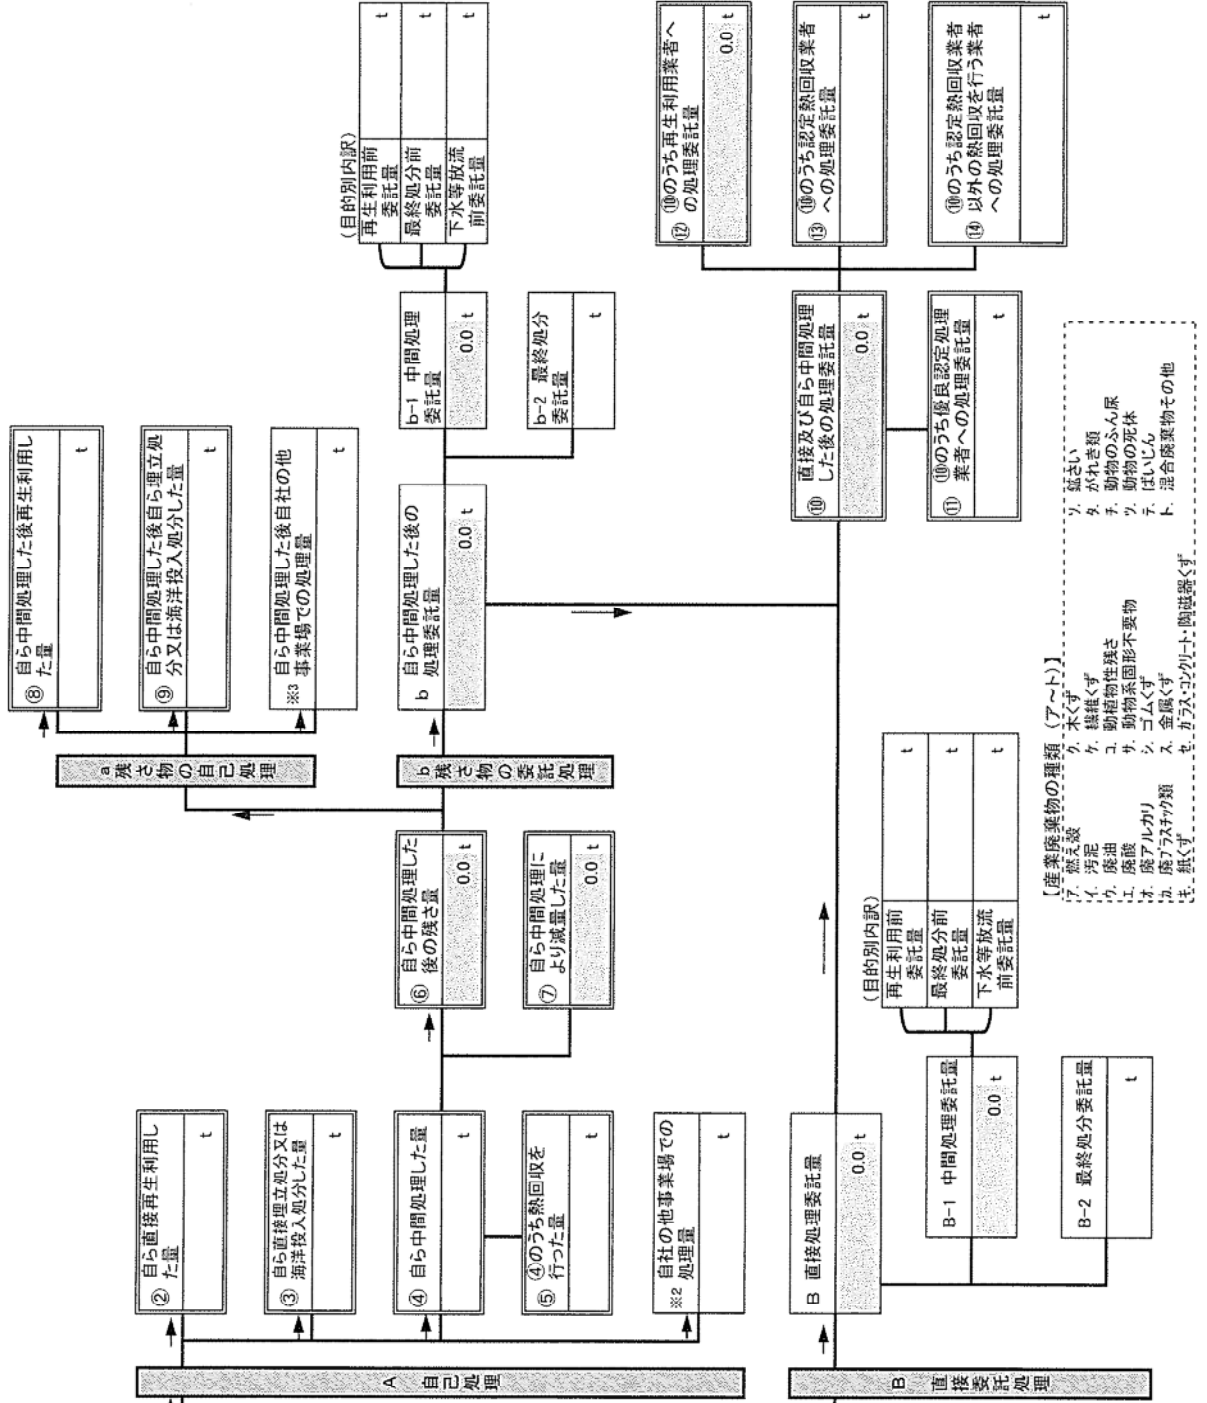 A 自己処理
② 自ら直接再生利用し
た量
t
③ 自ら直接埋立処分又は
海洋投入処分した量
t
④ 自ら中間処理した量
t
⑤ ④のうち熱回収を
行った量
t
※2 自社の他事業場での
処理量
t
⑥ 自ら中間処理した
後の残さ量
0.0 t
⑦ 自ら中間処理に
より減量した量
0.0 t
a 残さ物の自己処理
⑧ 自ら中間処理した後再生利用し
た量
t
⑨ 自ら中間処理した後自ら埋立処
分又は海洋投入処分した量
t
※3 自ら中間処理した後自社の他
事業場での処理量
t
b 残さ物の委託処理
b 自ら中間処理した後の
処理委託量
0.0 t
b-1 中間処理
委託量
0.0 t
b-2 最終処分
委託量
t
(目的別内訳)
再生利用前
委託量
t
最終処分前
委託量
t
下水等放流
前委託量
t
B 直接委託処理
B 直接処理委託量
0.0 t
B-1 中間処理委託量
0.0 t
B-2 最終処分委託量
t
(目的別内訳)
再生利用前
委託量
t
最終処分前
委託量
t
下水等放流
前委託量
t
⑩ 直接及び自ら中間処理
した後の処理委託量
0.0 t
⑪ ⑩のうち優良認定処理
業者への処理委託量
t
⑫ ⑩のうち再生利用業者へ
の処理委託量
0.0 t
⑬ ⑩のうち認定熱回収業者
への処理委託量
t
⑭ ⑩のうち認定熱回収業者
以外の熱回収を行う業者
への処理委託量
t
【産業廃棄物の種類 (ア～ト)】
ア. 燃え殻
イ. 汚泥
ウ. 廃油
エ. 廃酸
オ. 廃アルカリ
カ. 廃プラスチック類
キ. 紙くず
ク. 木くず
ケ. 繊維くず
コ. 動植物性残さ
サ. 動物系固形不要物
シ. ゴムくず
ス. 金属くず
セ. ガラス・コンクリート・陶磁器くず
ソ. 鉱さい
タ. がれき類
チ. 動物のふん尿
ツ. 動物の死体
テ. ばいじん
ト. 混合廃棄物その他